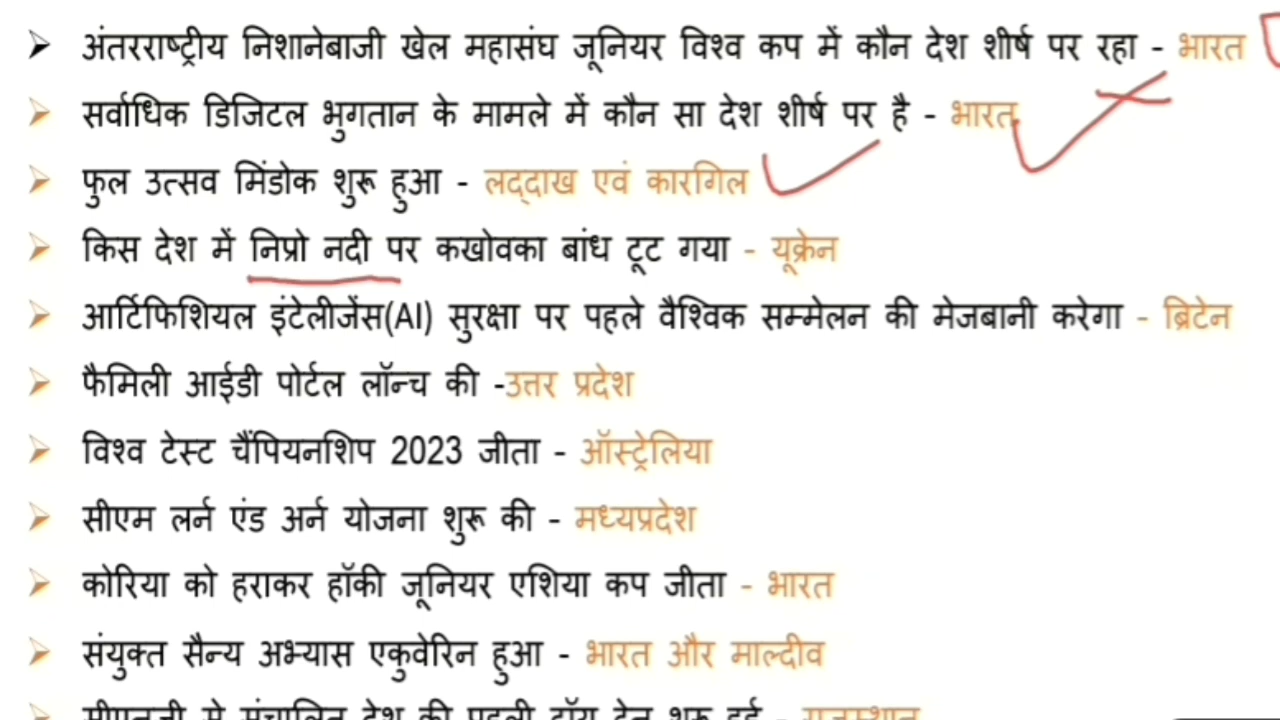 ➤ अंतरराष्ट्रीय निशानेबाजी खेल महासंघ जूनियर विश्व कप में कौन देश शीर्ष पर रहा - भारत
➤ सर्वाधिक डिजिटल भुगतान के मामले में कौन सा देश शीर्ष पर है - भारत
➤ फुल उत्सव मिंडोक शुरू हुआ - लद्दाख एवं कारगिल
➤ किस देश में निप्रो नदी पर कखोवका बांध टूट गया - यूक्रेन
➤ आर्टिफिशियल इंटेलीजेंस(AI) सुरक्षा पर पहले वैश्विक सम्मेलन की मेजबानी करेगा - ब्रिटेन
➤ फैमिली आईडी पोर्टल लॉन्च की -उत्तर प्रदेश
➤ विश्व टेस्ट चैंपियनशिप 2023 जीता - ऑस्ट्रेलिया
➤ सीएम लर्न एंड अर्न योजना शुरू की - मध्यप्रदेश
➤ कोरिया को हराकर हॉकी जूनियर एशिया कप जीता - भारत
➤ संयुक्त सैन्य अभ्यास एकुवेरिन हुआ - भारत और माल्दीव
➤ सीएनजी से संचालित देश की पहली टॉय ट्रेन शुरू हुई - राजस्थान